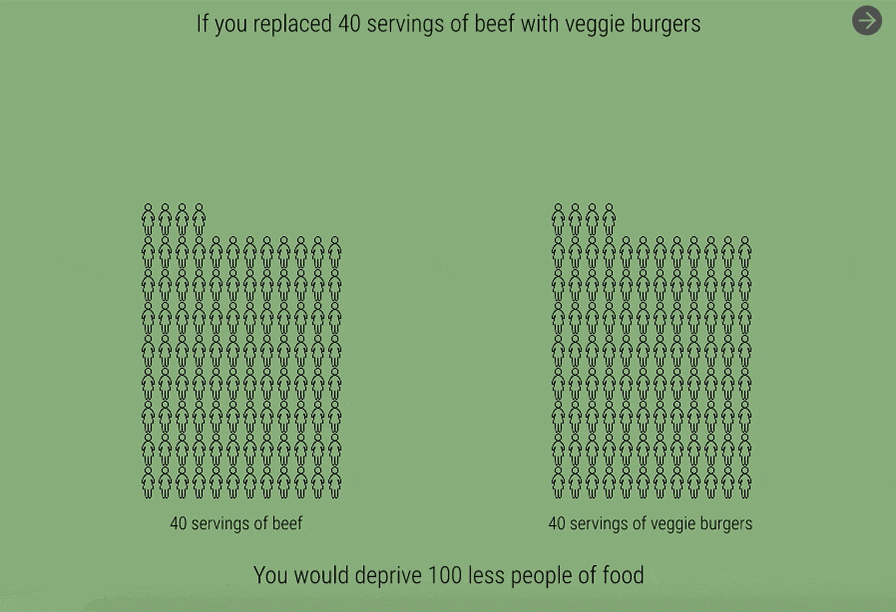 If you replaced 40 servings of beef with veggie burgers
40 servings of beef
40 servings of veggie burgers
You would deprive 100 less people of food